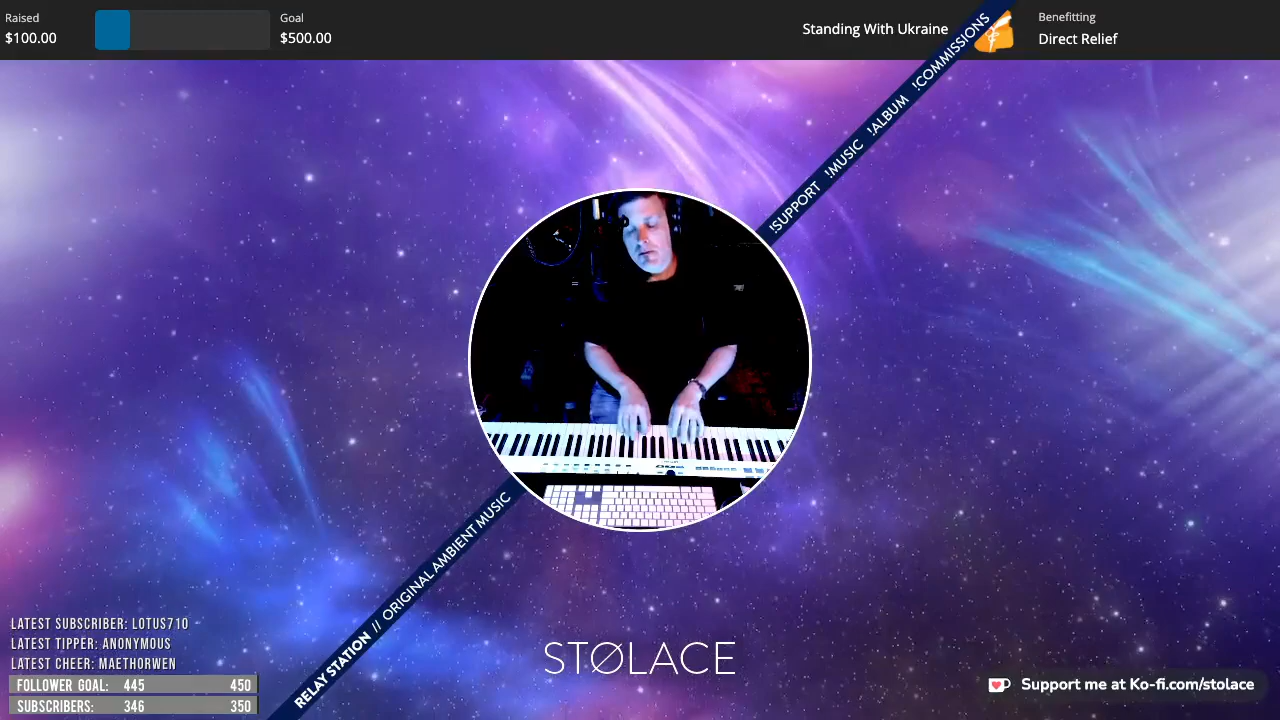 Raised
$100.00
Goal
$500.00
Standing With Ukraine
Benefitting
Direct Relief
!SUPPORT !MUSIC !ALBUM !COMMISSIONS
RELAY STATION // ORIGINAL AMBIENT MUSIC
STØLACE
LATEST SUBSCRIBER: LOTUS710
LATEST TIPPER: ANONYMOUS
LATEST CHEER: MAETHORWEN
FOLLOWER GOAL: 445 450
SUBSCRIBERS: 346 350
Support me at Ko-fi.com/stolace